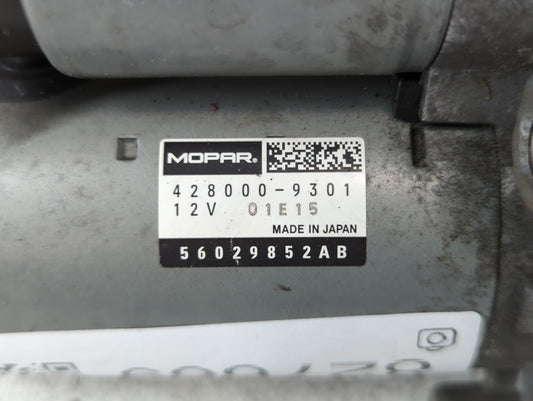 MOPAR®
428000-9301
12V 01E15
MADE IN JAPAN
56029852AB